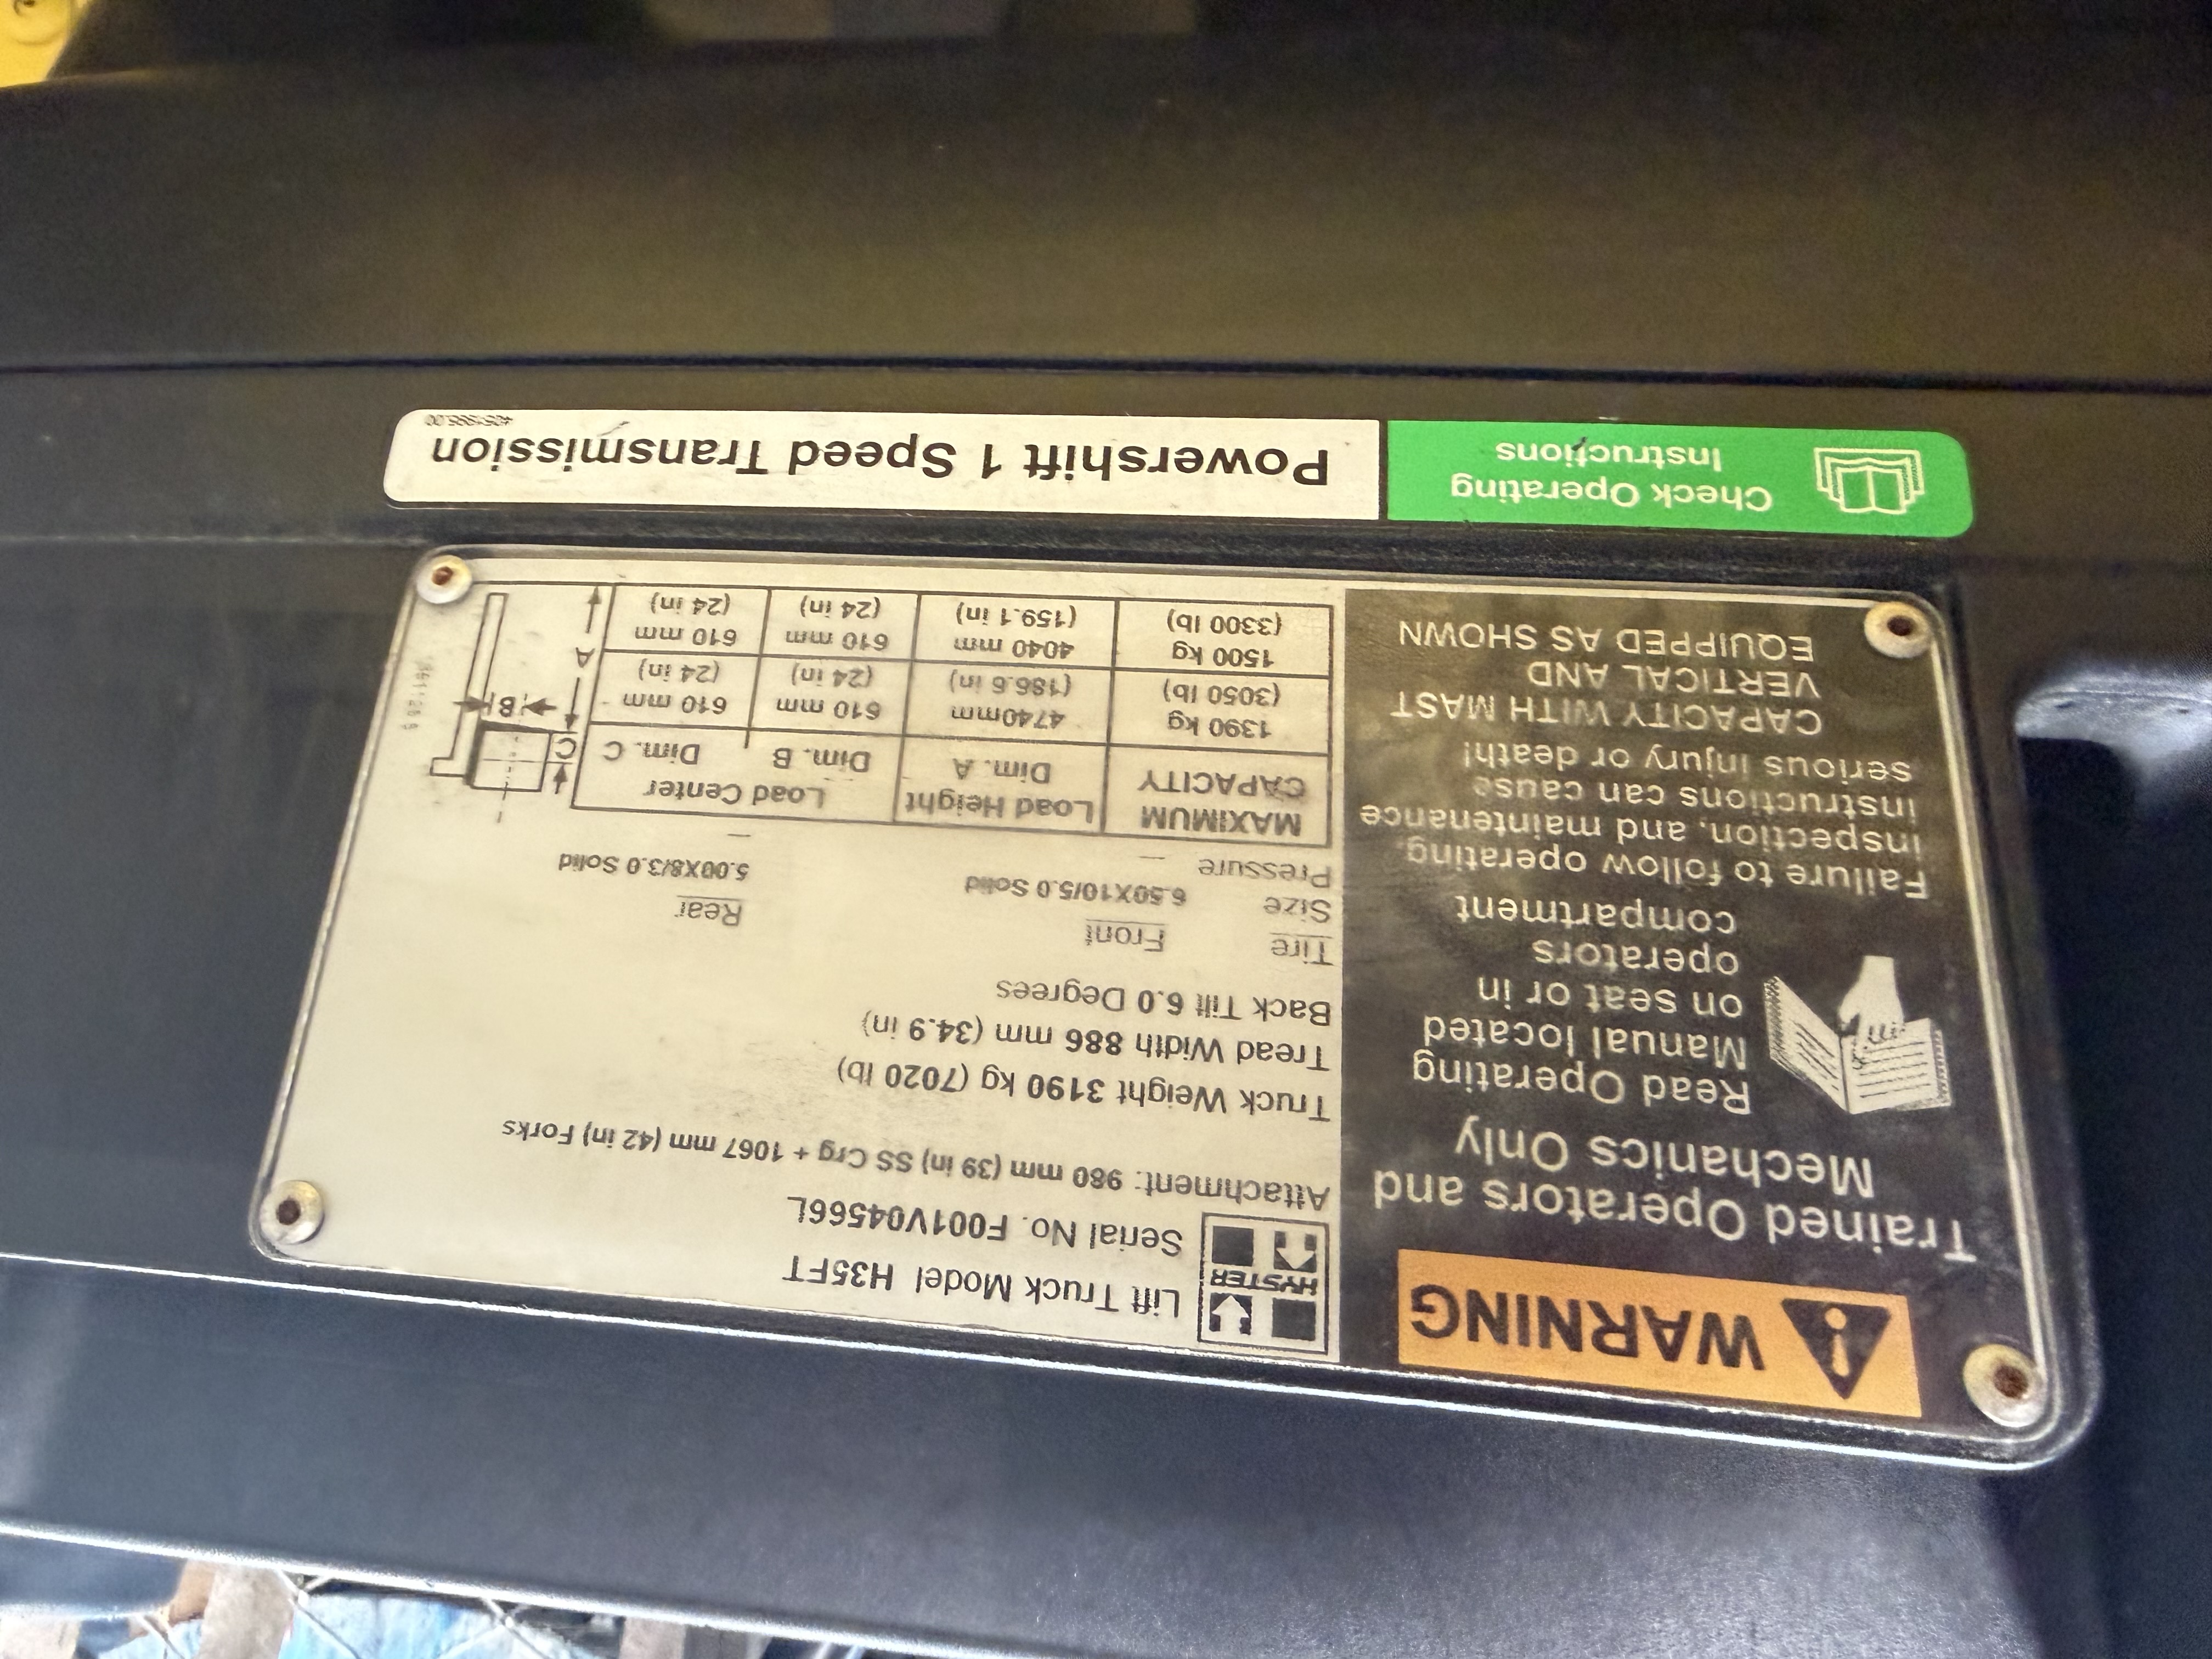 WARNING
Trained Operators and
Mechanics Only
Read Operating
Manual located
on seat or in
operators
compartment
Failure to follow operating,
inspection, and maintenance
instructions can cause
serious injury or death!
CAPACITY WITH MAST
VERTICAL AND
EQUIPPED AS SHOWN
HYSTER
Lift Truck Model H35FT
Serial No. F001V04566L
Attachment: 980 mm (39 in) SS Crg + 1067 mm (42 in) Forks
Truck Weight 3190 kg (7020 lb)
Tread Width 886 mm (34.9 in)
Back Tilt 6.0 Degrees
Tire Front Rear
Size 6.50X10/5.0 Solid 5.00X8/3.0 Solid
Pressure — —
MAXIMUM CAPACITY Load Height Dim. A Load Center Dim. B Dim. C
1390 kg 4740mm 610 mm 610 mm
(3050 lb) (186.6 in) (24 in) (24 in)
1500 kg 4040 mm 610 mm 610 mm
(3300 lb) (159.1 in) (24 in) (24 in)
C
B
A
Check Operating
Instructions
Powershift 1 Speed Transmission